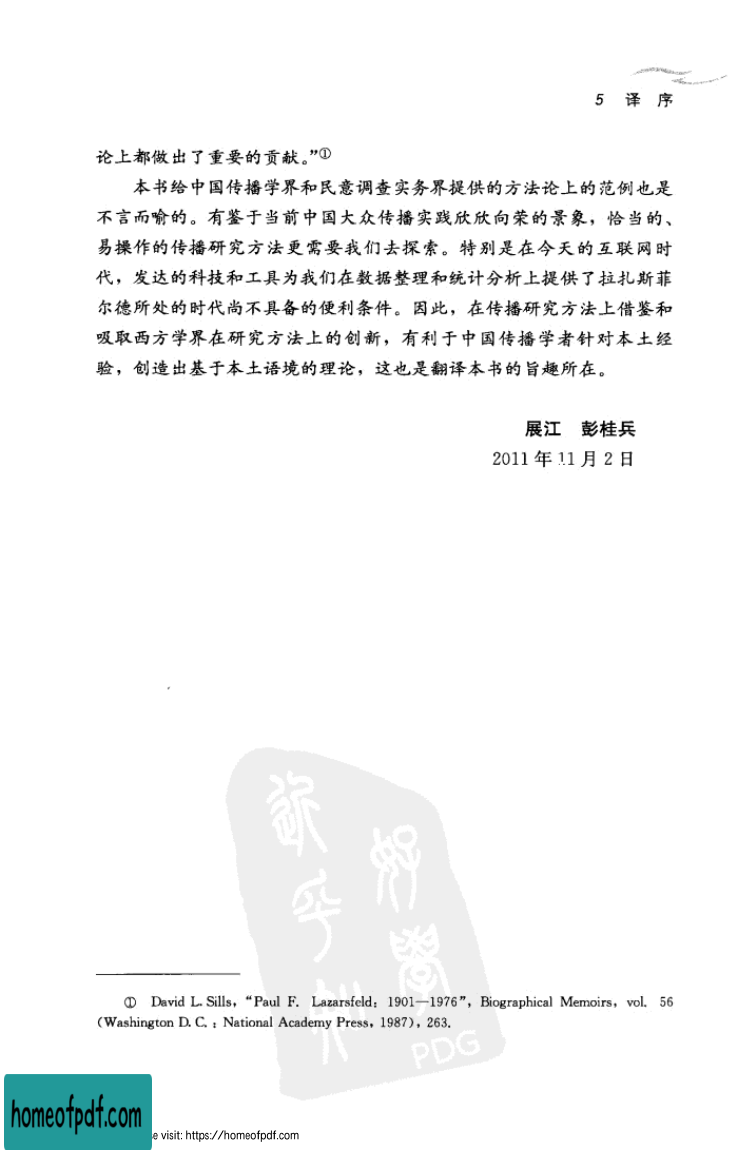 5 译 序
论上都做出了重要的贡献。”①
本书给中国传播学界和民意调查实务界提供的方法论上的范例也是
不言而喻的。有鉴于当前中国大众传播实践欣欣向荣的景象，恰当的、
易操作的传播研究方法更需要我们去探索。特别是在今天的互联网时
代，发达的科技和工具为我们在数据整理和统计分析上提供了拉扎斯菲
尔德所处的时代尚不具备的便利条件。因此，在传播研究方法上借鉴和
吸取西方学界在研究方法上的创新，有利于中国传播学者针对本土经
验，创造出基于本土语境的理论，这也是翻译本书的旨趣所在。
展江 彭桂兵
2011 年 11 月 2 日
好學
近乎知
PDG
① David L. Sills, “Paul F. Lazarsfeld: 1901—1976”, Biographical Memoirs, vol. 56
(Washington D. C. : National Academy Press, 1987), 263.
homeofpdf.com
se visit: https://homeofpdf.com